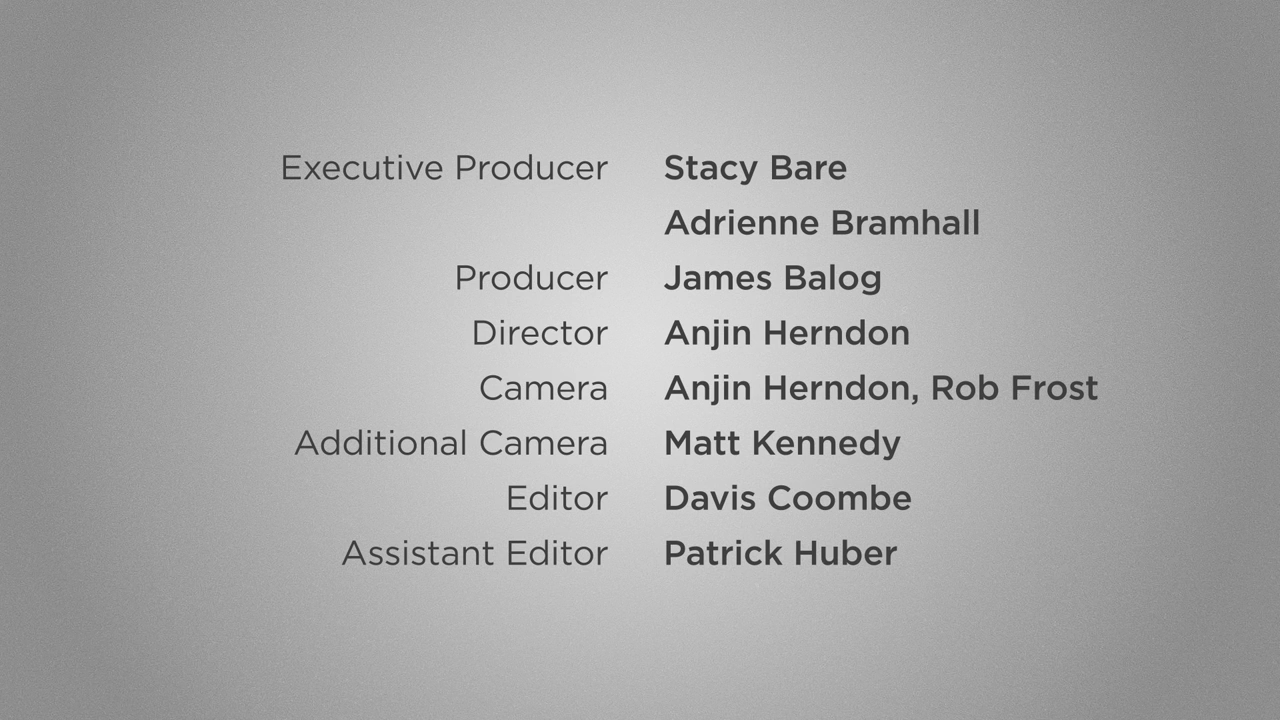 Executive Producer Stacy Bare
Adrienne Bramhall
Producer James Balog
Director Anjin Herndon
Camera Anjin Herndon, Rob Frost
Additional Camera Matt Kennedy
Editor Davis Coombe
Assistant Editor Patrick Huber